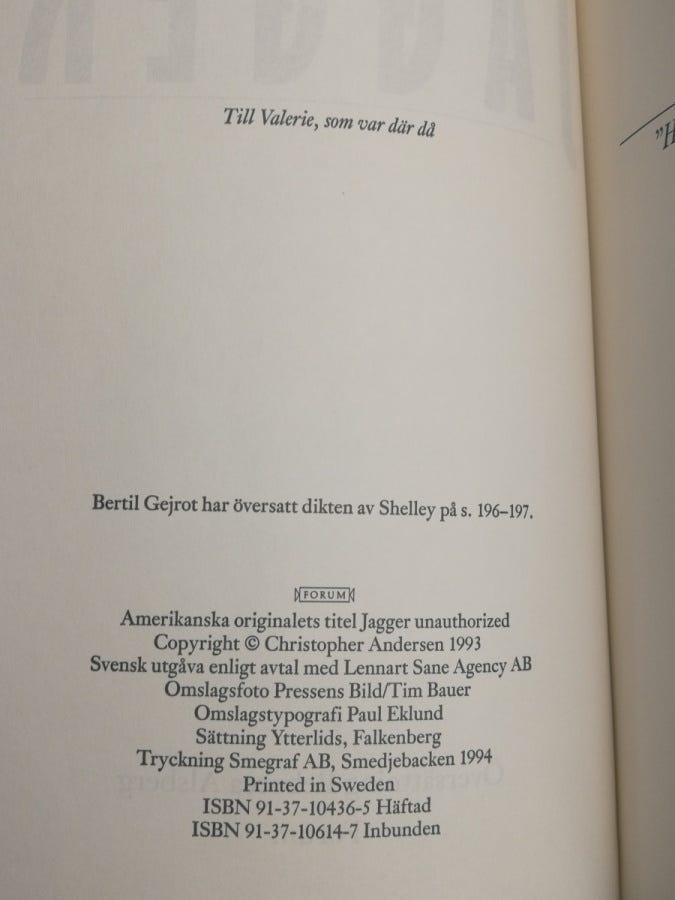 Till Valerie, som var där då
Bertil Gejrot har översatt dikten av Shelley på s. 196–197.
FORUM
Amerikanska originalets titel Jagger unauthorized
Copyright © Christopher Andersen 1993
Svensk utgåva enligt avtal med Lennart Sane Agency AB
Omslagsfoto Pressens Bild/Tim Bauer
Omslagstypografi Paul Eklund
Sättning Ytterlids, Falkenberg
Tryckning Smegraf AB, Smedjebacken 1994
Printed in Sweden
ISBN 91-37-10436-5 Häftad
ISBN 91-37-10614-7 Inbunden
"H